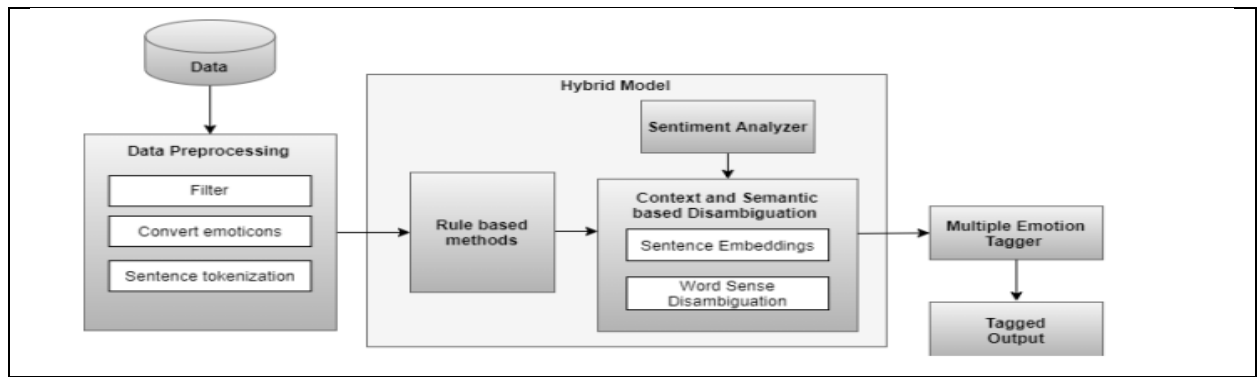 Data
Data Preprocessing
Filter
Convert emoticons
Sentence tokenization
Hybrid Model
Rule based
methods
Sentiment Analyzer
Context and Semantic
based Disambiguation
Sentence Embeddings
Word Sense
Disambiguation
Multiple Emotion
Tagger
Tagged
Output